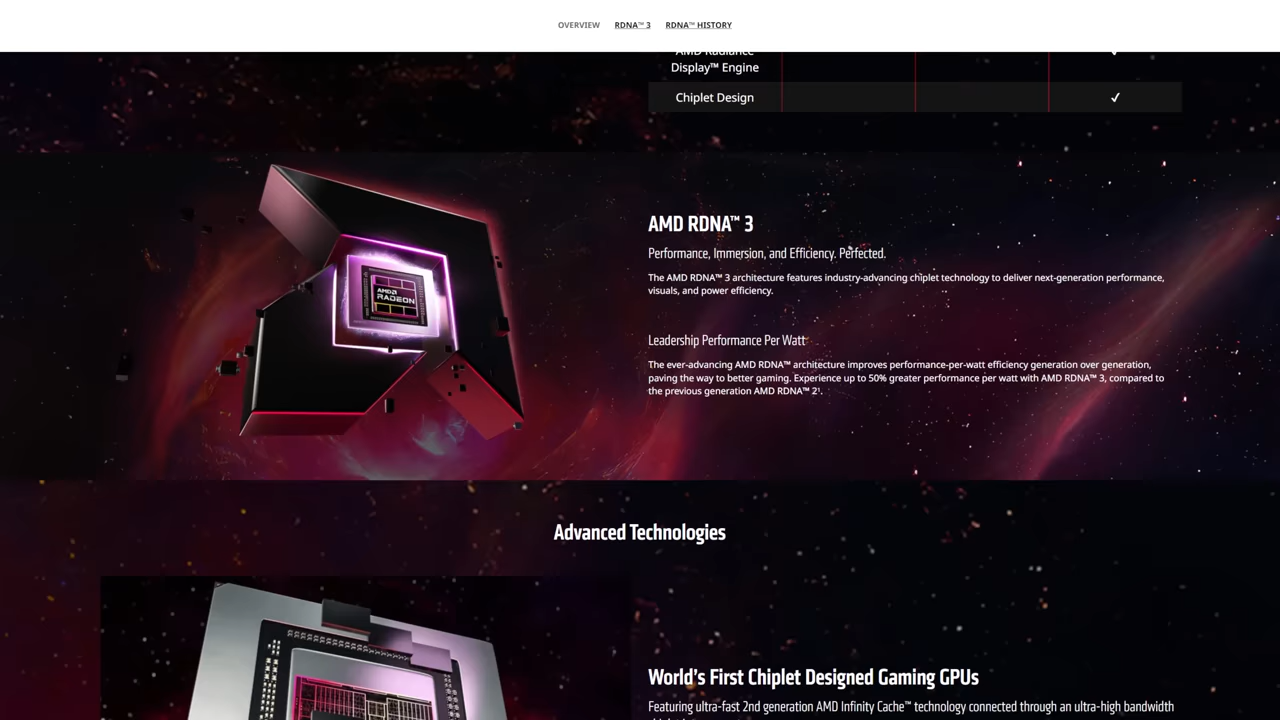 OVERVIEW RDNA™ 3 RDNA™ HISTORY
AMD Radiance
Display™ Engine
Chiplet Design ✓
AMD
RADEON
AMD RDNA™ 3
Performance, Immersion, and Efficiency. Perfected.
The AMD RDNA™ 3 architecture features industry-advancing chiplet technology to deliver next-generation performance,
visuals, and power efficiency.
Leadership Performance Per Watt
The ever-advancing AMD RDNA™ architecture improves performance-per-watt efficiency generation over generation,
paving the way to better gaming. Experience up to 50% greater performance per watt with AMD RDNA™ 3, compared to
the previous generation AMD RDNA™ 2¹.
Advanced Technologies
World's First Chiplet Designed Gaming GPUs
Featuring ultra-fast 2nd generation AMD Infinity Cache™ technology connected through an ultra-high bandwidth